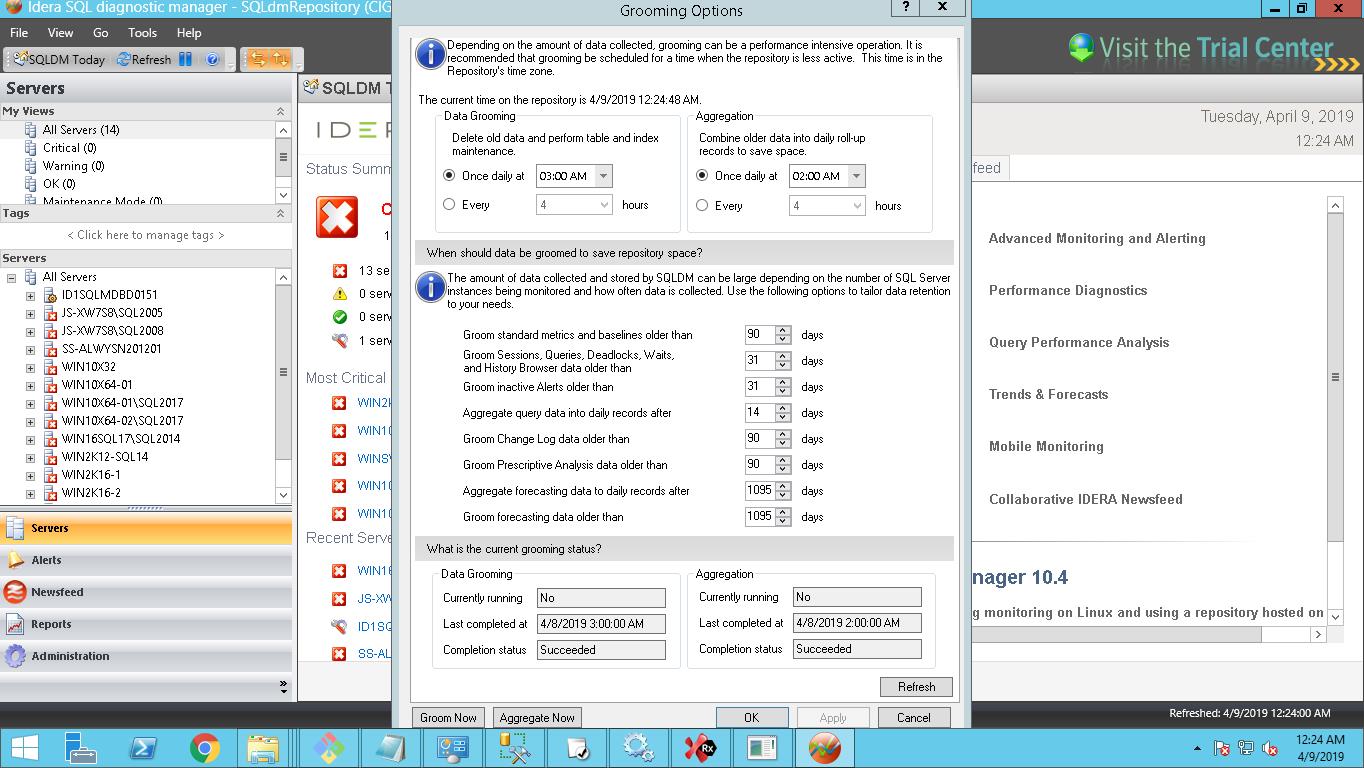 Idera SQL diagnostic manager - SQLdmRepository (CIG
Grooming Options
?
x
File View Go Tools Help
SQLDM Today Refresh
Visit the Trial Center
Servers
SQLDM T
My Views
All Servers (14)
Critical (0)
Warning (0)
OK (0)
Maintenance Mode (0)
Tags
< Click here to manage tags >
Servers
All Servers
ID1SQLMDBD0151
JS-XW7S8\SQL2005
JS-XW7S8\SQL2008
SS-ALWYSN201201
WIN10X32
WIN10X64-01
WIN10X64-01\SQL2017
WIN10X64-02\SQL2017
WIN16SQL17\SQL2014
WIN2K12-SQL14
WIN2K16-1
WIN2K16-2
Servers
Alerts
Newsfeed
Reports
Administration
IDER
Status Summ
C
1
13 se
0 serv
0 serv
1 serv
Most Critical
WIN2K
WIN10
WINSV
WIN10
WIN10
Recent Serve
WIN16
JS-XW
ID1SQ
SS-AL
Depending on the amount of data collected, grooming can be a performance intensive operation. It is
recommended that grooming be scheduled for a time when the repository is less active. This time is in the
Repository's time zone.
The current time on the repository is 4/9/2019 12:24:48 AM.
Data Grooming
Delete old data and perform table and index
maintenance.
Once daily at 03:00 AM
Every 4 hours
Aggregation
Combine older data into daily roll-up
records to save space.
Once daily at 02:00 AM
Every 4 hours
When should data be groomed to save repository space?
The amount of data collected and stored by SQLDM can be large depending on the number of SQL Server
instances being monitored and how often data is collected. Use the following options to tailor data retention
to your needs.
Groom standard metrics and baselines older than 90 days
Groom Sessions, Queries, Deadlocks, Waits,
and History Browser data older than 31 days
Groom inactive Alerts older than 31 days
Aggregate query data into daily records after 14 days
Groom Change Log data older than 90 days
Groom Prescriptive Analysis data older than 90 days
Aggregate forecasting data to daily records after 1095 days
Groom forecasting data older than 1095 days
What is the current grooming status?
Data Grooming
Currently running No
Last completed at 4/8/2019 3:00:00 AM
Completion status Succeeded
Aggregation
Currently running No
Last completed at 4/8/2019 2:00:00 AM
Completion status Succeeded
Refresh
Groom Now Aggregate Now OK Apply Cancel
Tuesday, April 9, 2019
12:24 AM
feed
Advanced Monitoring and Alerting
Performance Diagnostics
Query Performance Analysis
Trends & Forecasts
Mobile Monitoring
Collaborative IDERA Newsfeed
nager 10.4
g monitoring on Linux and using a repository hosted on
Refreshed: 4/9/2019 12:24:00 AM
Rx
12:24 AM
4/9/2019